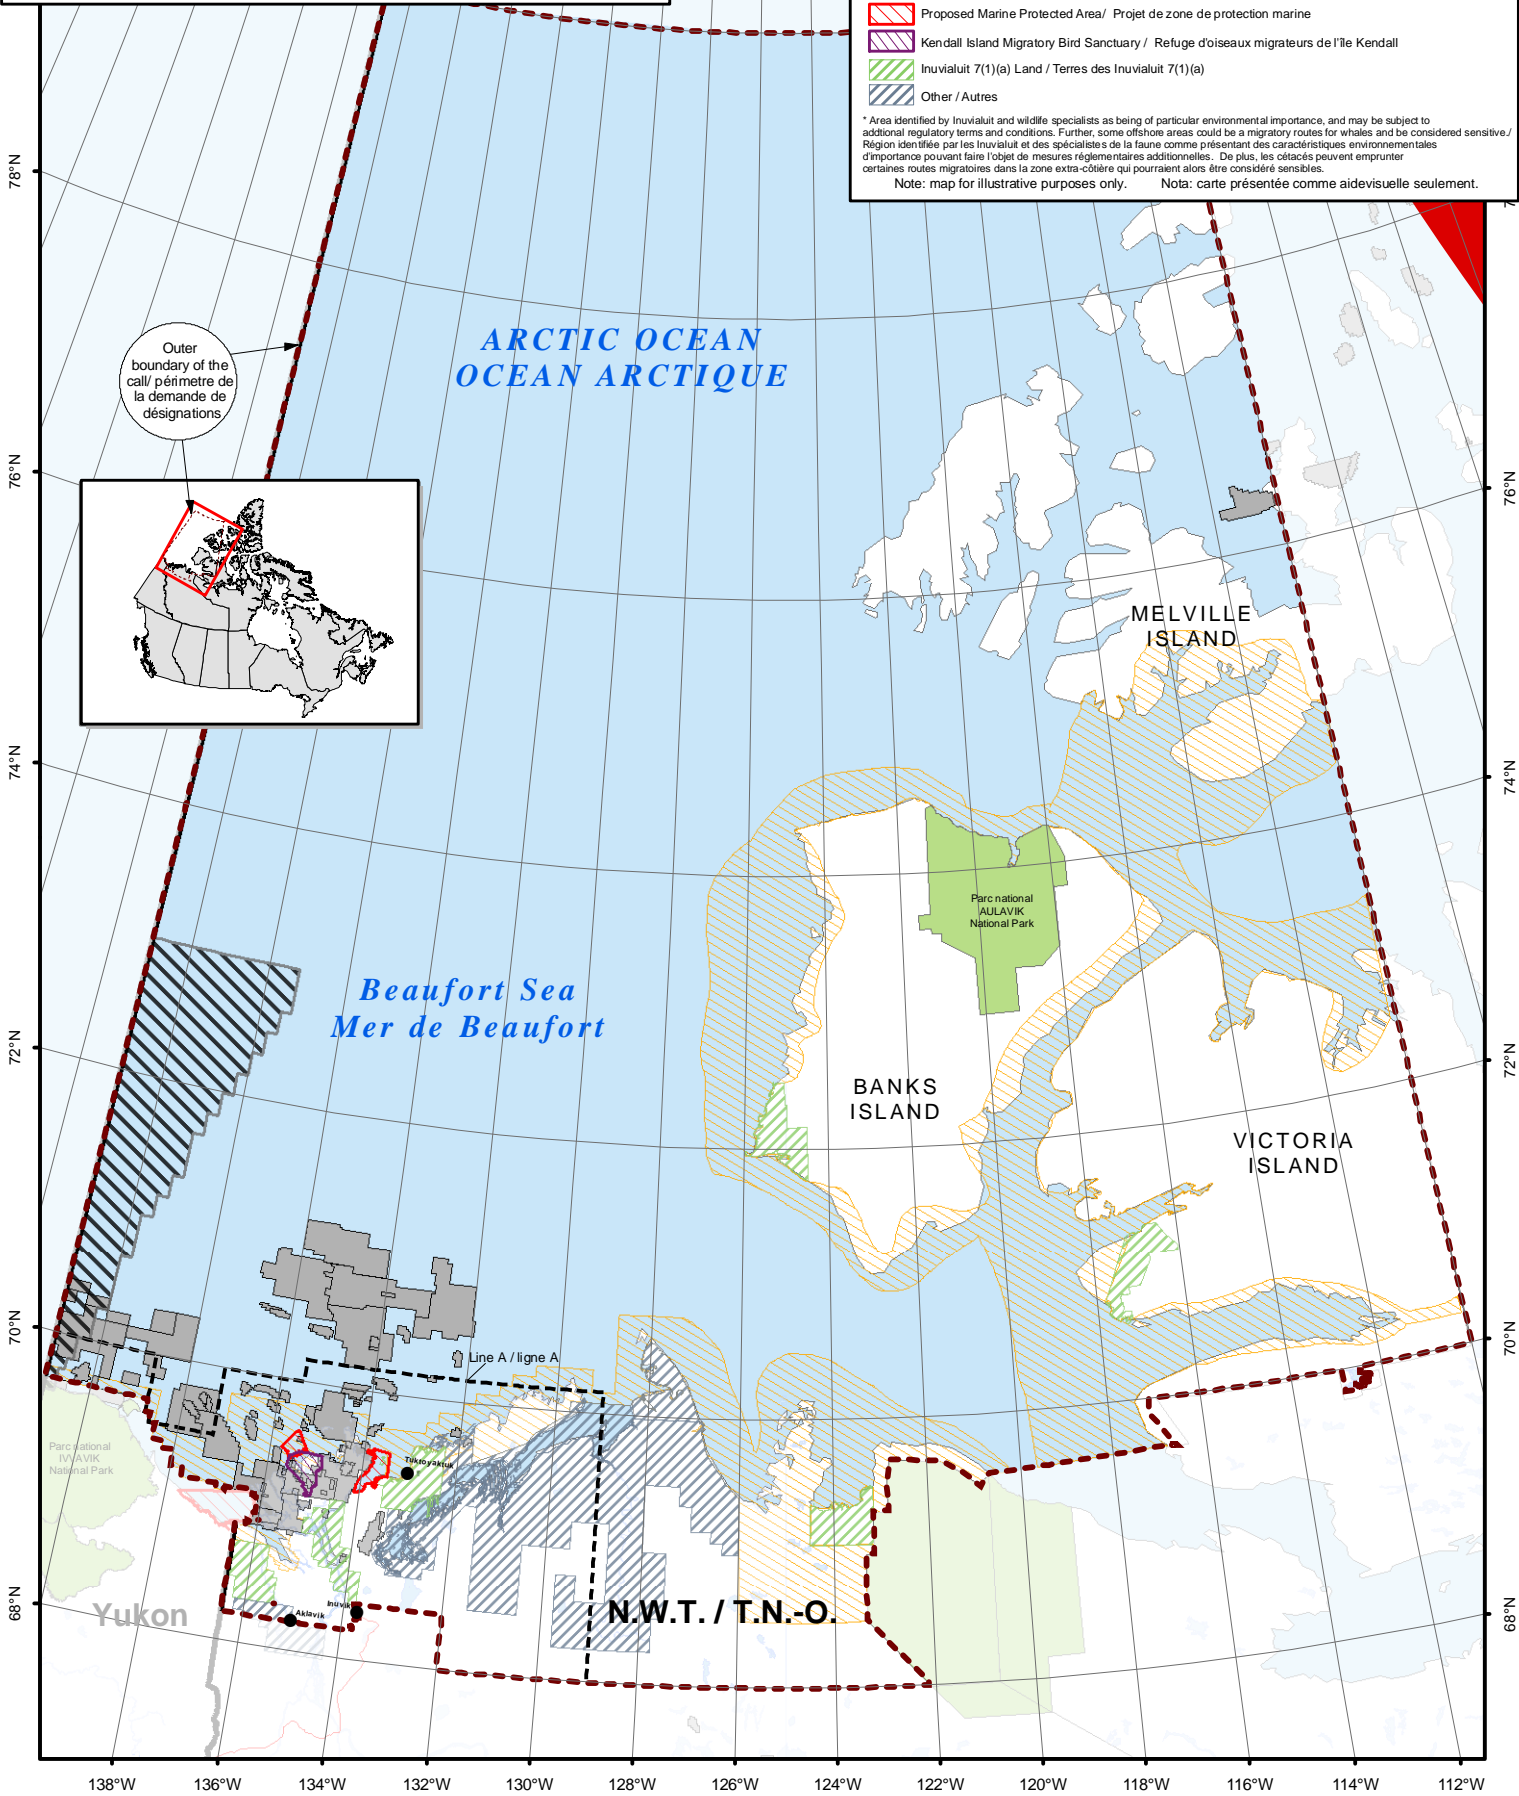 Proposed Marine Protected Area/ Projet de zone de protection marine
Kendall Island Migratory Bird Sanctuary / Refuge d'oiseaux migrateurs de l'île Kendall
Inuvialuit 7(1)(a) Land / Terres des Inuvialuit 7(1)(a)
Other / Autres
* Area identified by Inuvialuit and wildlife specialists as being of particular environmental importance, and may be subject to
addtional regulatory terms and conditions. Further, some offshore areas could be a migratory routes for whales and be considered sensitive./
Région identifiée par les Inuvialuit et des spécialistes de la faune comme présentant des caractéristiques environnementales
d'importance pouvant faire l'objet de mesures réglementaires additionnelles. De plus, les cétacés peuvent emprunter
certaines routes migratoires dans la zone extra-côtière qui pourraient alors être considéré sensibles.
Note: map for illustrative purposes only. Nota: carte présentée comme aidevisuelle seulement.
78°N
ARCTIC OCEAN
OCEAN ARCTIQUE
Outer
boundary of the
call/ périmetre de
la demande de
désignations
76°N
76°N
MELVILLE
ISLAND
74°N
74°N
Parc national
AULAVIK
National Park
Beaufort Sea
Mer de Beaufort
72°N
72°N
BANKS
ISLAND
VICTORIA
ISLAND
70°N
70°N
Line A / ligne A
Parc national
IVVAVIK
National Park
Tuktoyaktuk
68°N
68°N
Inuvik
Aklavik
Yukon
N.W.T. / T.N.-O.
138°W
136°W
134°W
132°W
130°W
128°W
126°W
124°W
122°W
120°W
118°W
116°W
114°W
112°W